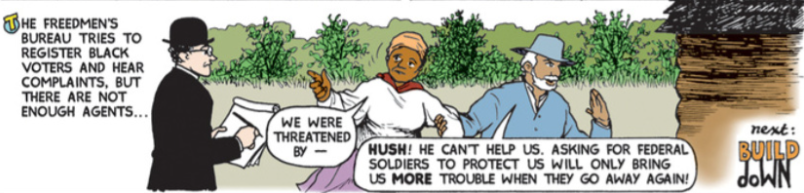 THE FREEDMEN'S
BUREAU TRIES TO
REGISTER BLACK
VOTERS AND HEAR
COMPLAINTS, BUT
THERE ARE NOT
ENOUGH AGENTS...
WE WERE
THREATENED
BY —
HUSH! HE CAN'T HELP US. ASKING FOR FEDERAL
SOLDIERS TO PROTECT US WILL ONLY BRING
US MORE TROUBLE WHEN THEY GO AWAY AGAIN!
next:
BUILD
doWN